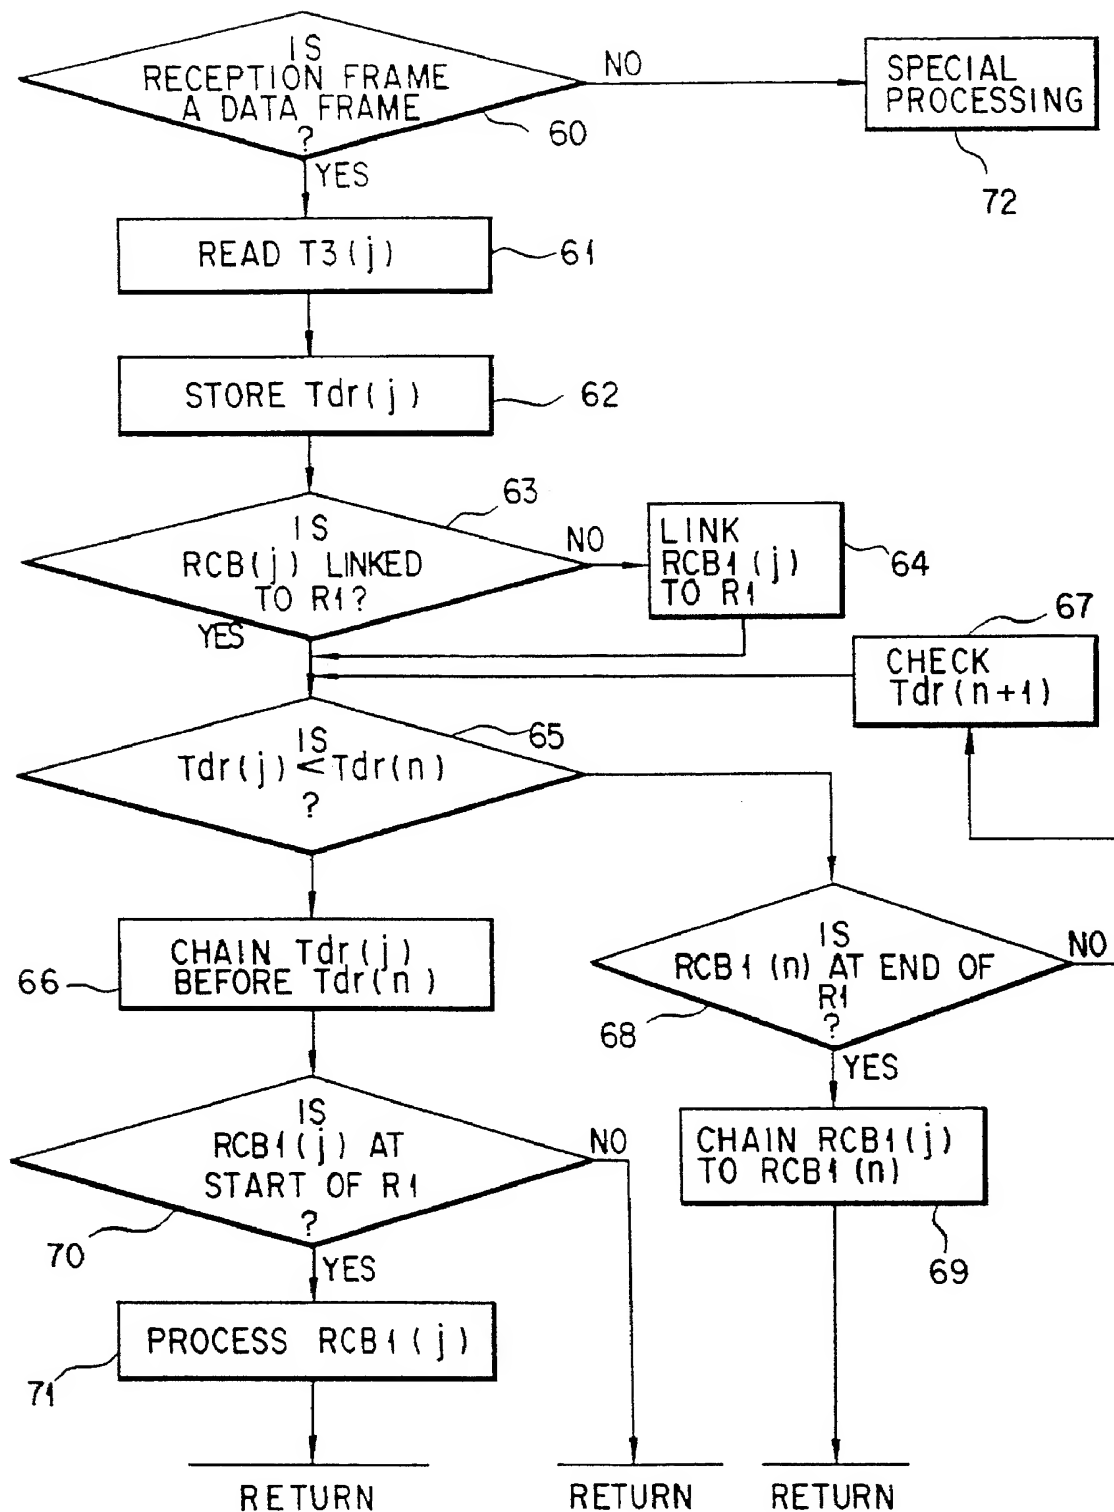 IS
RECEPTION FRAME
A DATA FRAME
?
60
NO
SPECIAL
PROCESSING
72
YES
READ T3(j)
61
STORE Tdr(j)
62
IS
RCB(j) LINKED
TO R1?
63
NO
LINK
RCB1(j)
TO R1
64
YES
67
CHECK
Tdr(n+1)
IS
Tdr(j) < Tdr(n)
?
65
CHAIN Tdr(j)
BEFORE Tdr(n)
66
IS
RCB1(n) AT END OF
R1
?
68
NO
YES
IS
RCB1(j) AT
START OF R1
?
70
NO
CHAIN RCB1(j)
TO RCB1(n)
69
YES
PROCESS RCB1(j)
71
RETURN
RETURN
RETURN